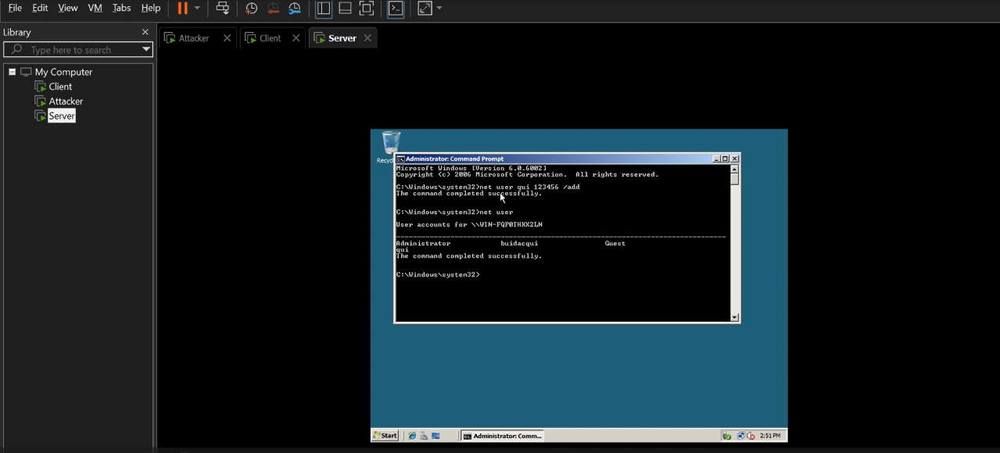 File Edit View VM Tabs Help
Library
Attacker
Client
Server
Type here to search
My Computer
Client
Attacker
Server
Administrator: Command Prompt
Microsoft Windows [Version 6.0.6002]
Copyright (c) 2006 Microsoft Corporation. All rights reserved.
C:\Windows\system32>net user qui 123456 /add
The command completed successfully.
C:\Windows\system32>net user
User accounts for \\WIN-FQP0THKX2LN
Administrator buidacqui Guest
qui
The command completed successfully.
C:\Windows\system32>
Start
Administrator: Comm...
2:51 PM